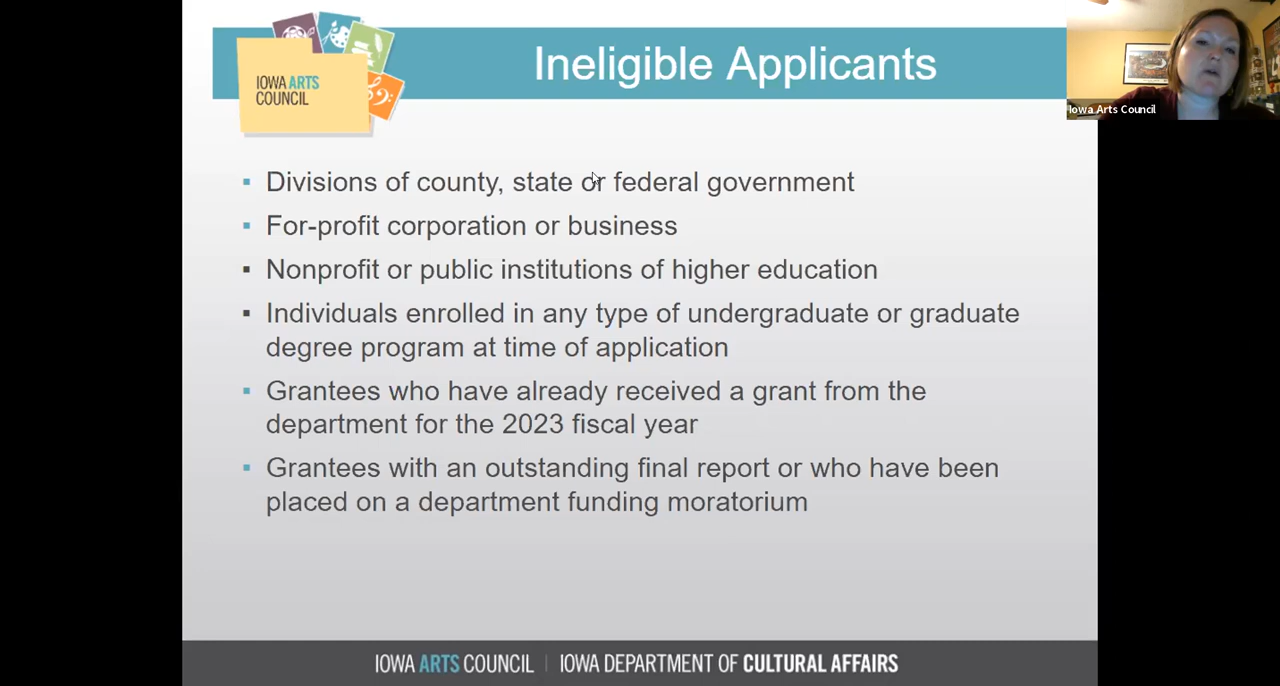 Ineligible Applicants
IOWA ARTS
COUNCIL
Iowa Arts Council
▪ Divisions of county, state or federal government
▪ For-profit corporation or business
▪ Nonprofit or public institutions of higher education
▪ Individuals enrolled in any type of undergraduate or graduate
degree program at time of application
▪ Grantees who have already received a grant from the
department for the 2023 fiscal year
▪ Grantees with an outstanding final report or who have been
placed on a department funding moratorium
IOWA ARTS COUNCIL | IOWA DEPARTMENT OF CULTURAL AFFAIRS